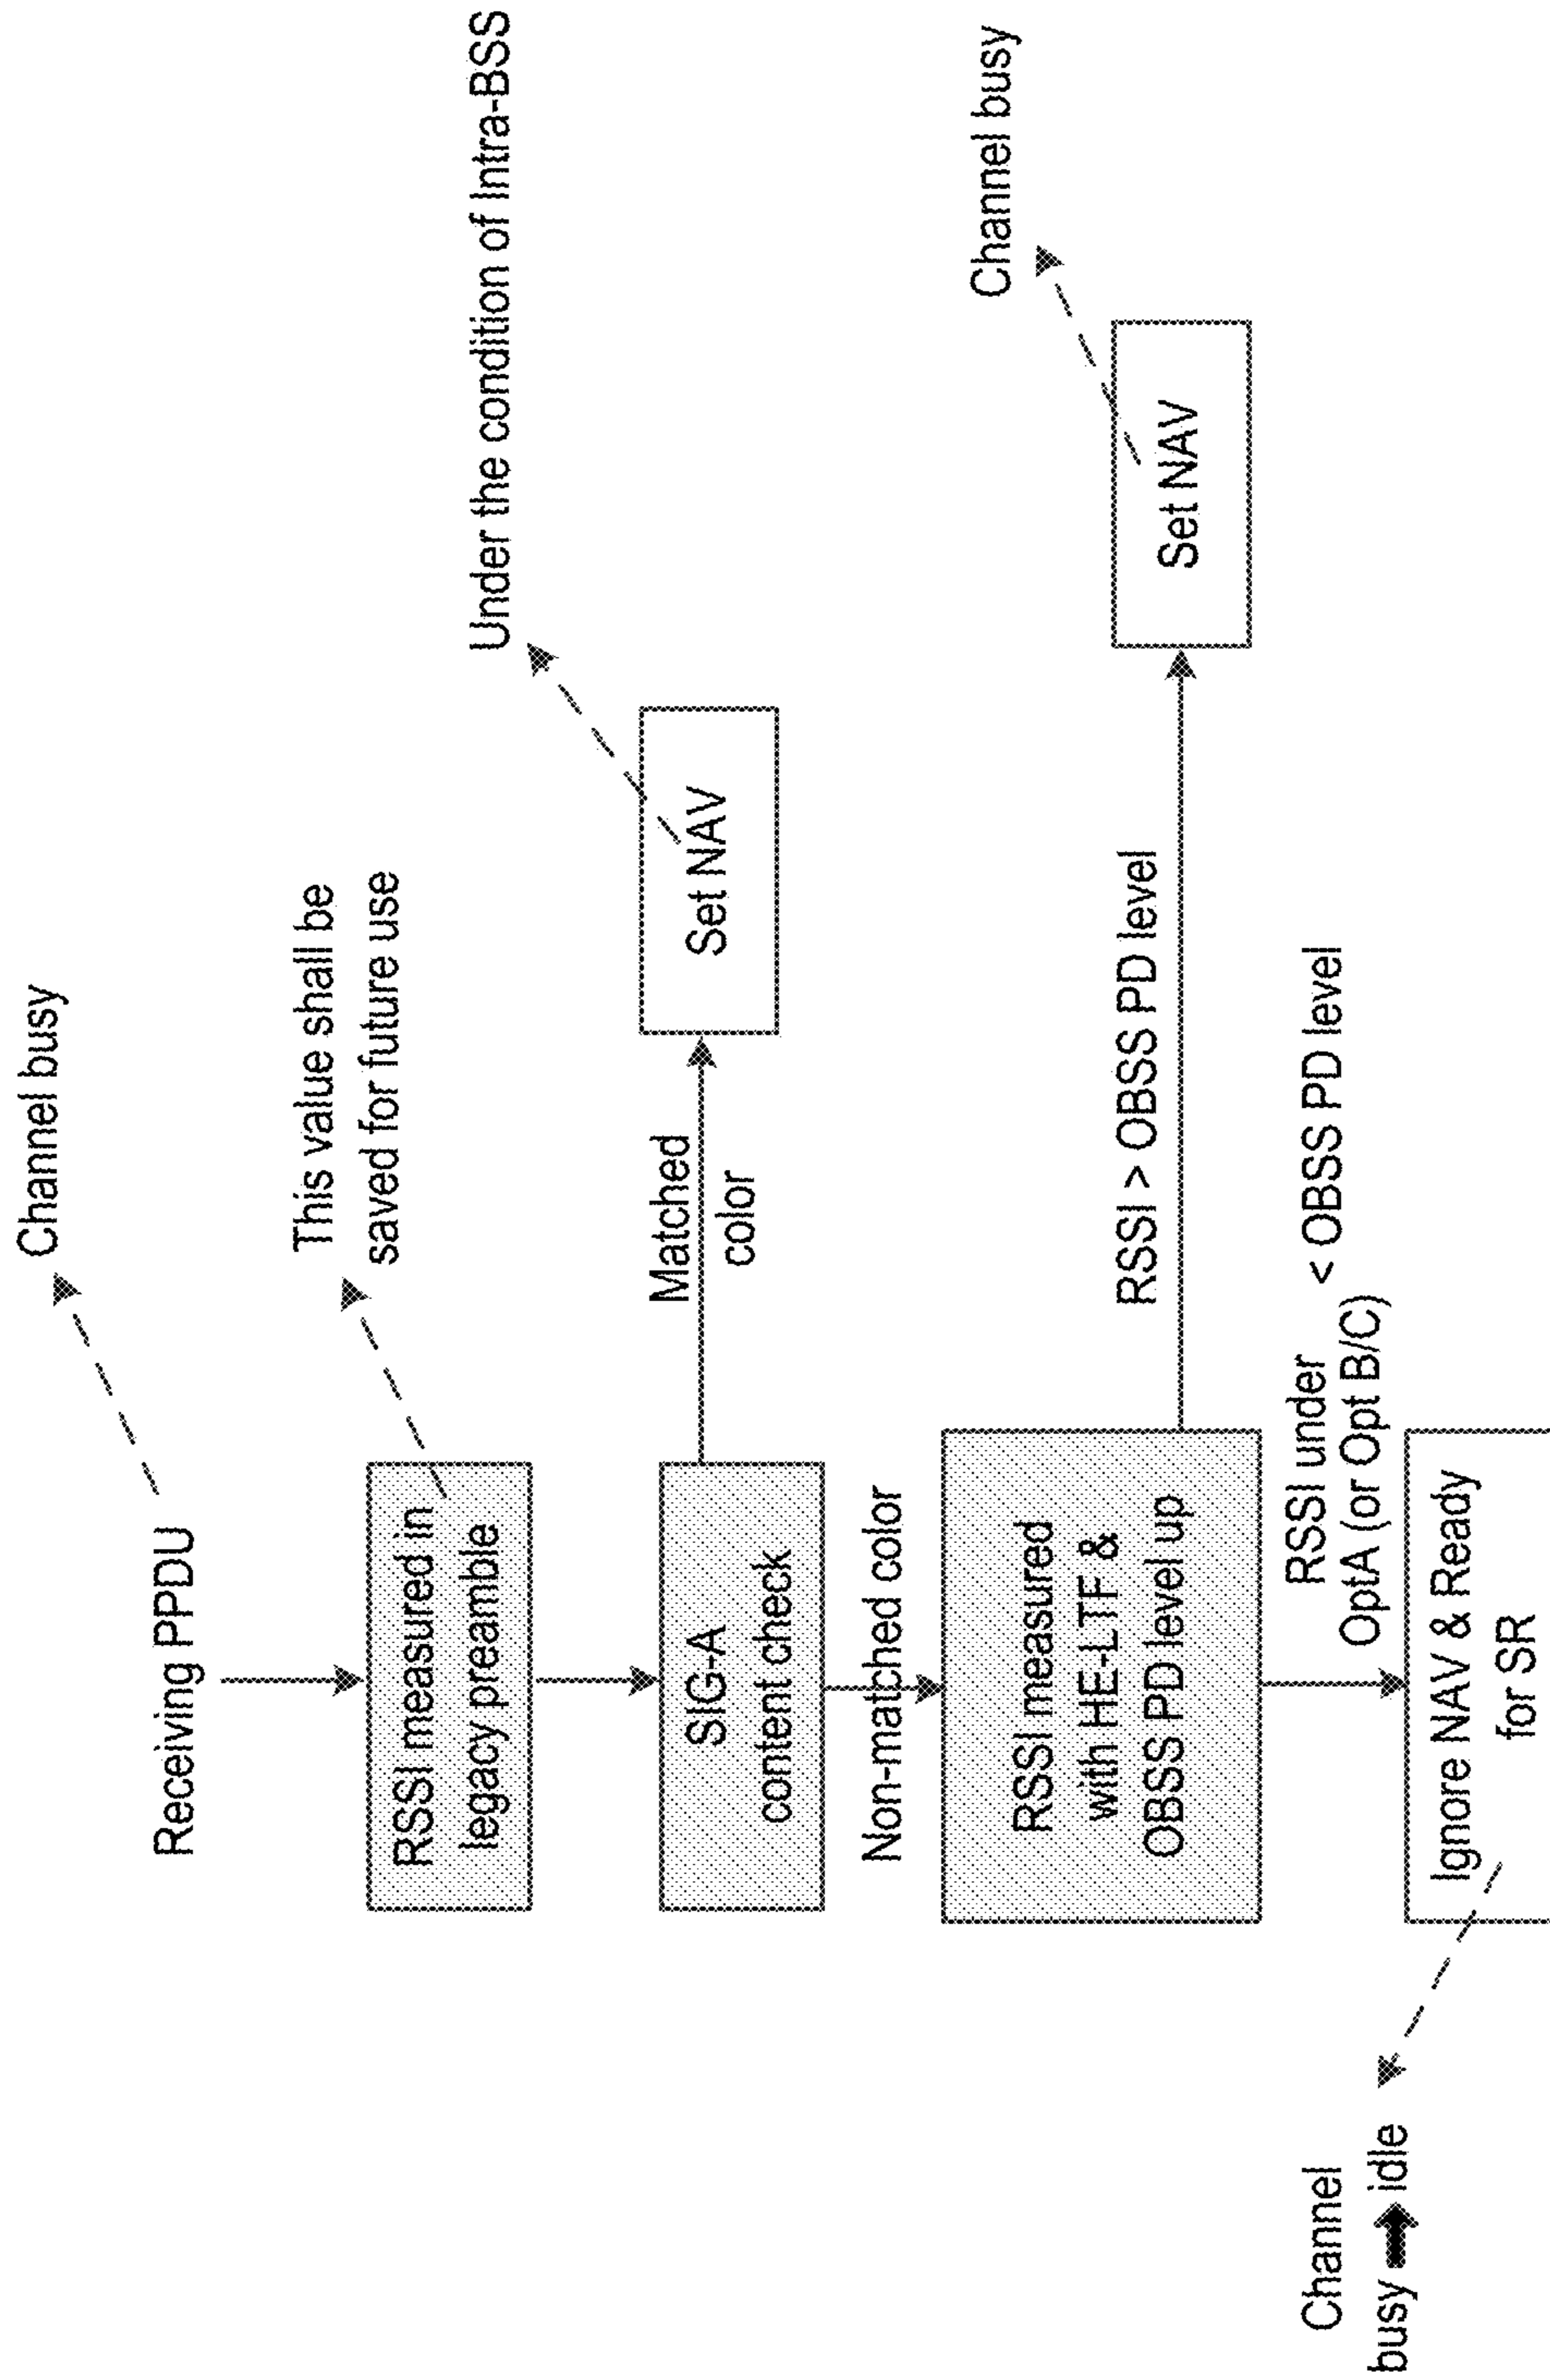 Channel busy
Receiving PPDU
This value shall be
saved for future use
RSSI measured in
legacy preamble
Under the condition of Intra-BSS
SIG-A
content check
Matched
color
Set NAV
Non-matched color
Channel busy
RSSI measured
with HE-LTF &
OBSS PD level up
RSSI > OBSS PD level
Set NAV
RSSI under
OptA (or Opt B/C)
< OBSS PD level
Channel
busy ➡ idle
Ignore NAV & Ready
for SR